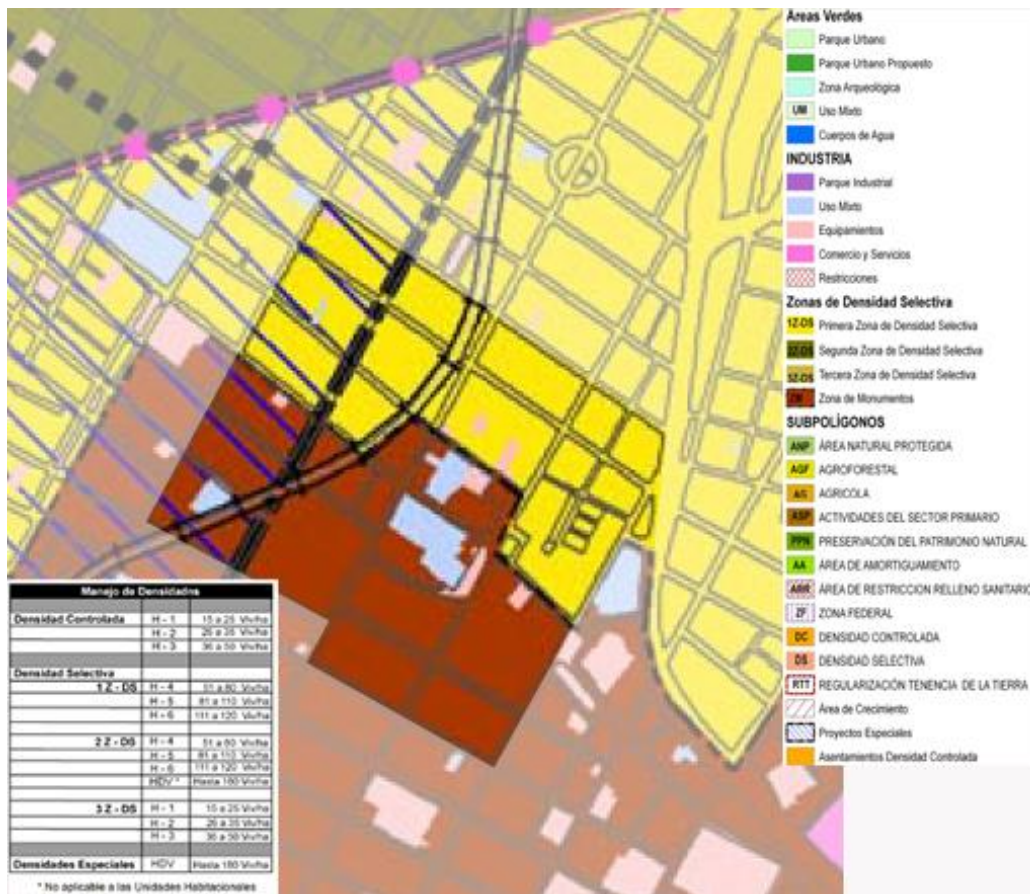 Áreas Verdes
Parque Urbano
Parque Urbano Propuesto
Zona Arqueológica
UM Uso Mixto
Cuerpos de Agua
INDUSTRIA
Parque Industrial
Uso Mixto
Equipamientos
Comercio y Servicios
Restricciones
Zonas de Densidad Selectiva
1Z-DS Primera Zona de Densidad Selectiva
2Z-DS Segunda Zona de Densidad Selectiva
3Z-DS Tercera Zona de Densidad Selectiva
Zona de Monumentos
SUBPOLÍGONOS
ANP ÁREA NATURAL PROTEGIDA
AGF AGROFORESTAL
AG AGRICOLA
ASP ACTIVIDADES DEL SECTOR PRIMARIO
PPN PRESERVACIÓN DEL PATRIMONIO NATURAL
AA ÁREA DE AMORTIGUAMIENTO
ARR ÁREA DE RESTRICCION RELLENO SANITARIO
ZF ZONA FEDERAL
DC DENSIDAD CONTROLADA
DS DENSIDAD SELECTIVA
RTT REGULARIZACIÓN TENENCIA DE LA TIERRA
Área de Crecimiento
Proyectos Especiales
Asentamientos Densidad Controlada
Manejo de Densidades
Densidad Controlada H - 1 15 a 25 Viv/ha
H - 2 26 a 35 Viv/ha
H - 3 36 a 50 Viv/ha
Densidad Selectiva
1 Z - DS H - 4 51 a 80 Viv/ha
H - 5 81 a 110 Viv/ha
H - 6 111 a 120 Viv/ha
2 Z - DS H - 4 51 a 80 Viv/ha
H - 5 81 a 110 Viv/ha
H - 6 111 a 120 Viv/ha
HDV * Hasta 180 Viv/ha
3 Z - DS H - 1 15 a 25 Viv/ha
H - 2 26 a 35 Viv/ha
H - 3 36 a 50 Viv/ha
Densidades Especiales HDV Hasta 180 Viv/ha
* No aplicable a las Unidades Habitacionales